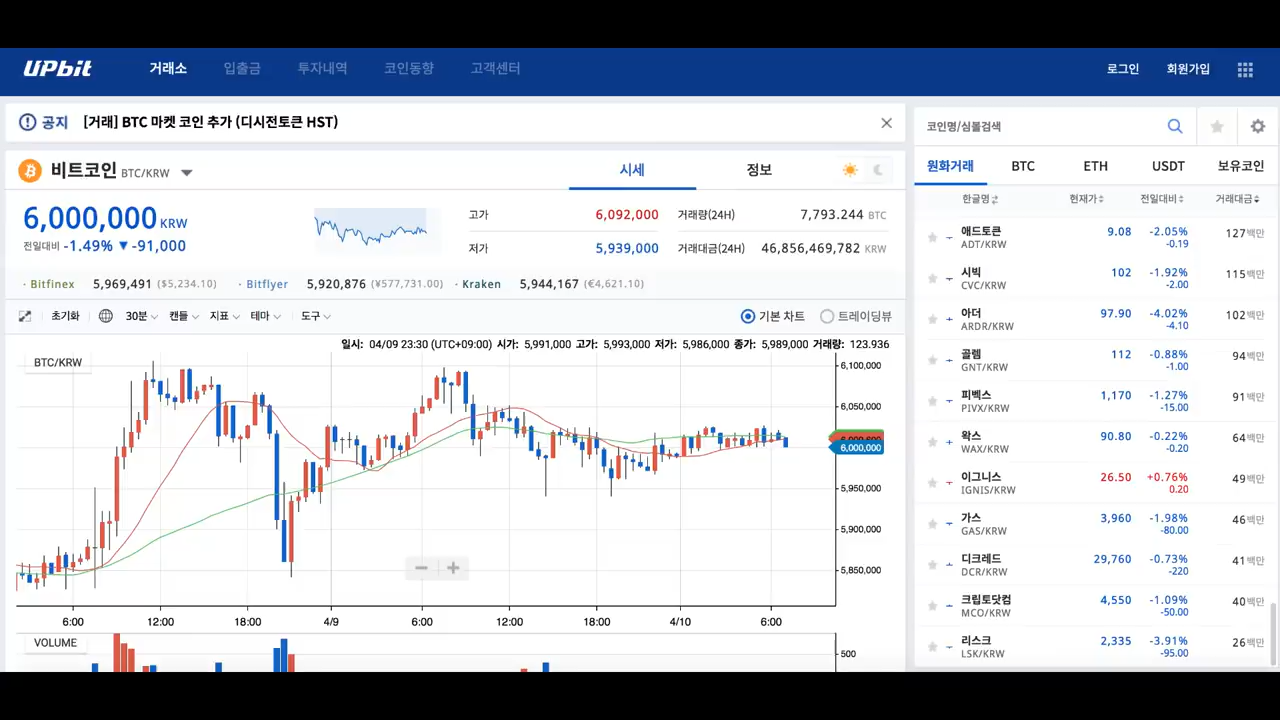 UPbit 거래소 입출금 투자내역 코인동향 고객센터 로그인 회원가입
공지 [거래] BTC 마켓 코인 추가 (디시전토큰 HST)
비트코인 BTC/KRW 시세 정보
6,000,000 KRW
전일대비 -1.49% ▼ -91,000
고가 6,092,000 거래량(24H) 7,793.244 BTC
저가 5,939,000 거래대금(24H) 46,856,469,782 KRW
· Bitfinex 5,969,491 ($5,234.10) · Bitflyer 5,920,876 (¥577,731.00) · Kraken 5,944,167 (€4,621.10)
초기화 30분 캔들 지표 테마 도구 기본 차트 트레이딩뷰
일시: 04/09 23:30 (UTC+09:00) 시가: 5,991,000 고가: 5,993,000 저가: 5,986,000 종가: 5,989,000 거래량: 123.936
BTC/KRW
6,100,000
6,050,000
6,000,000
5,950,000
5,900,000
5,850,000
6:00 12:00 18:00 4/9 6:00 12:00 18:00 4/10 6:00
VOLUME
500
코인명/심볼검색
원화거래 BTC ETH USDT 보유코인
한글명 현재가 전일대비 거래대금
애드토큰 9.08 -2.05% 127백만
ADT/KRW -0.19
시빅 102 -1.92% 115백만
CVC/KRW -2.00
아더 97.90 -4.02% 102백만
ARDR/KRW -4.10
골렘 112 -0.88% 94백만
GNT/KRW -1.00
피벡스 1,170 -1.27% 91백만
PIVX/KRW -15.00
왁스 90.80 -0.22% 64백만
WAX/KRW -0.20
이그니스 26.50 +0.76% 49백만
IGNIS/KRW 0.20
가스 3,960 -1.98% 46백만
GAS/KRW -80.00
디크레드 29,760 -0.73% 41백만
DCR/KRW -220
크립토닷컴 4,550 -1.09% 40백만
MCO/KRW -50.00
리스크 2,335 -3.91% 26백만
LSK/KRW -95.00